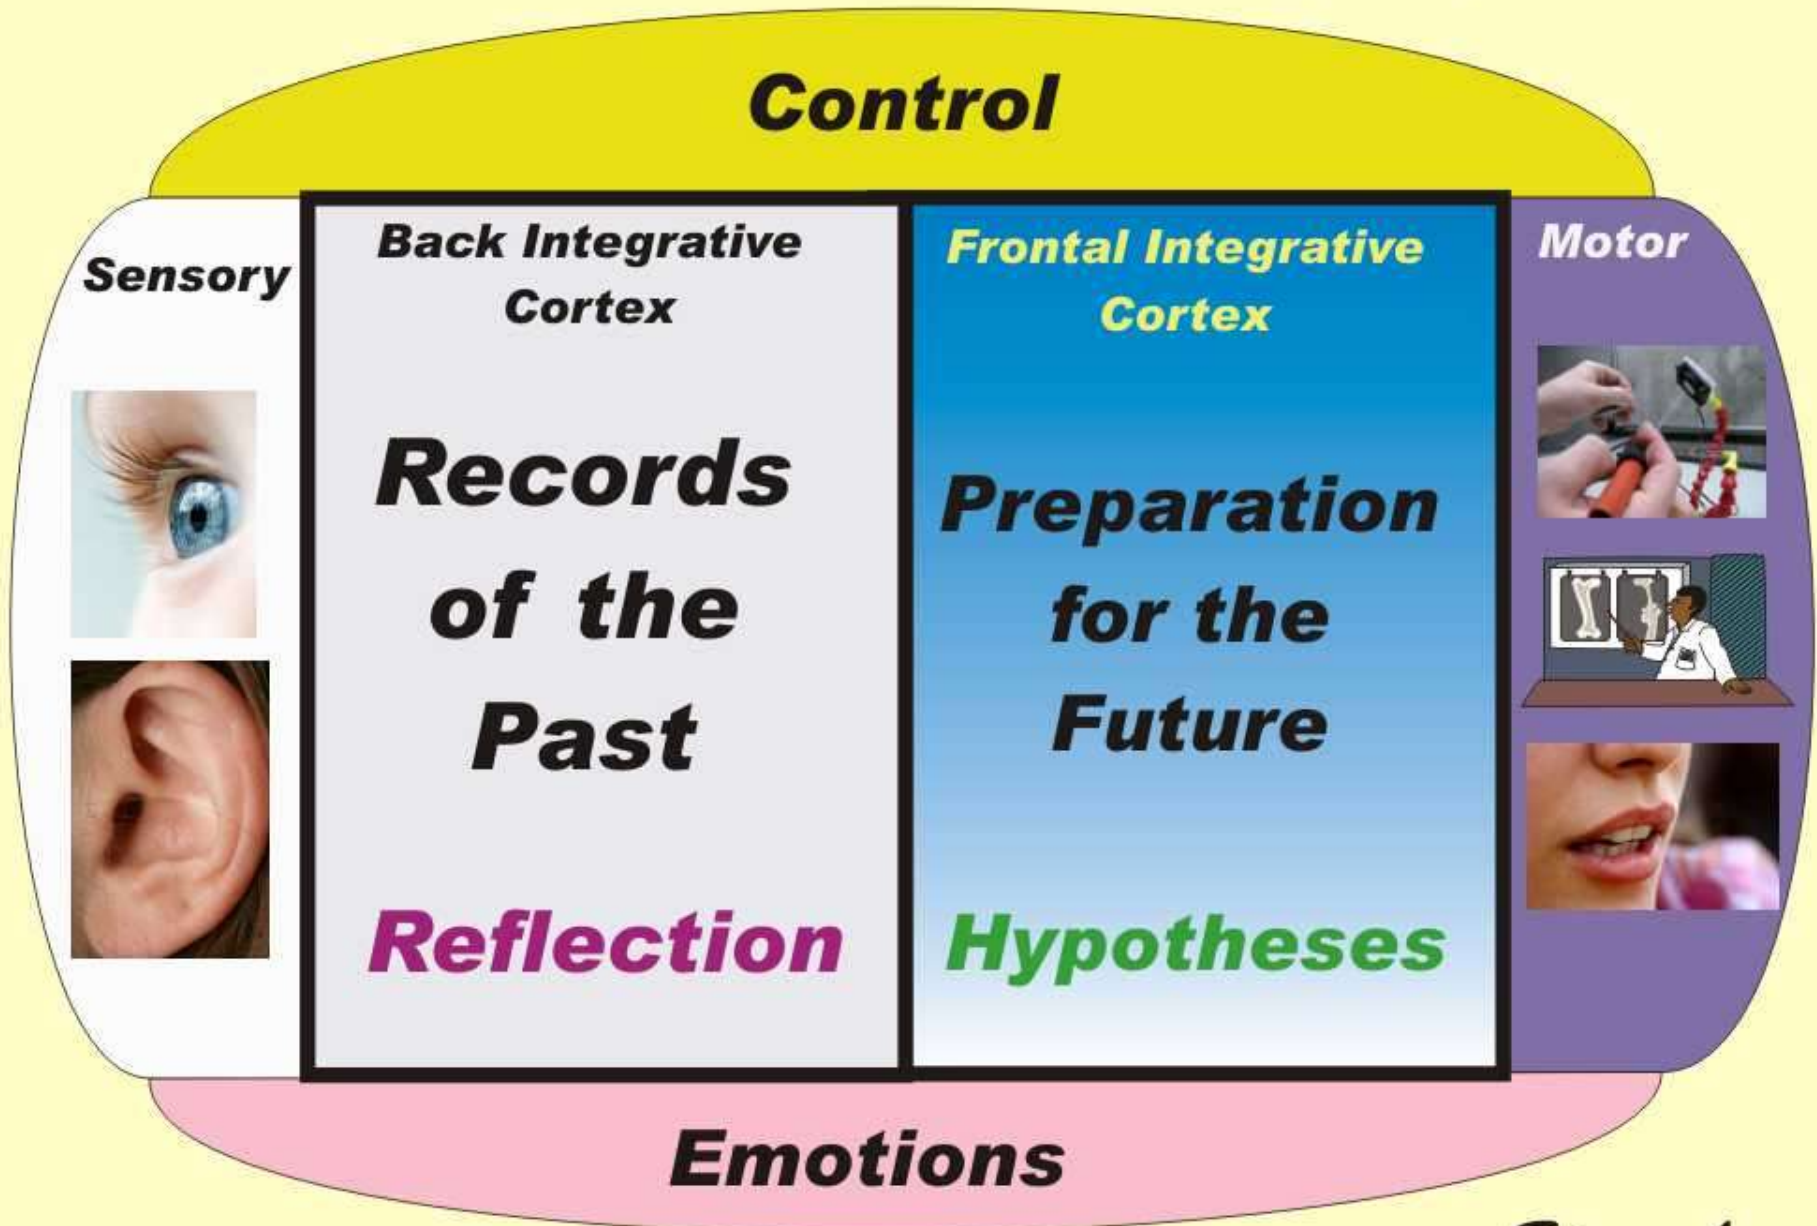 Control
Sensory
Back Integrative
Cortex
Records
of the
Past
Reflection
Frontal Integrative
Cortex
Preparation
for the
Future
Hypotheses
Motor
Emotions